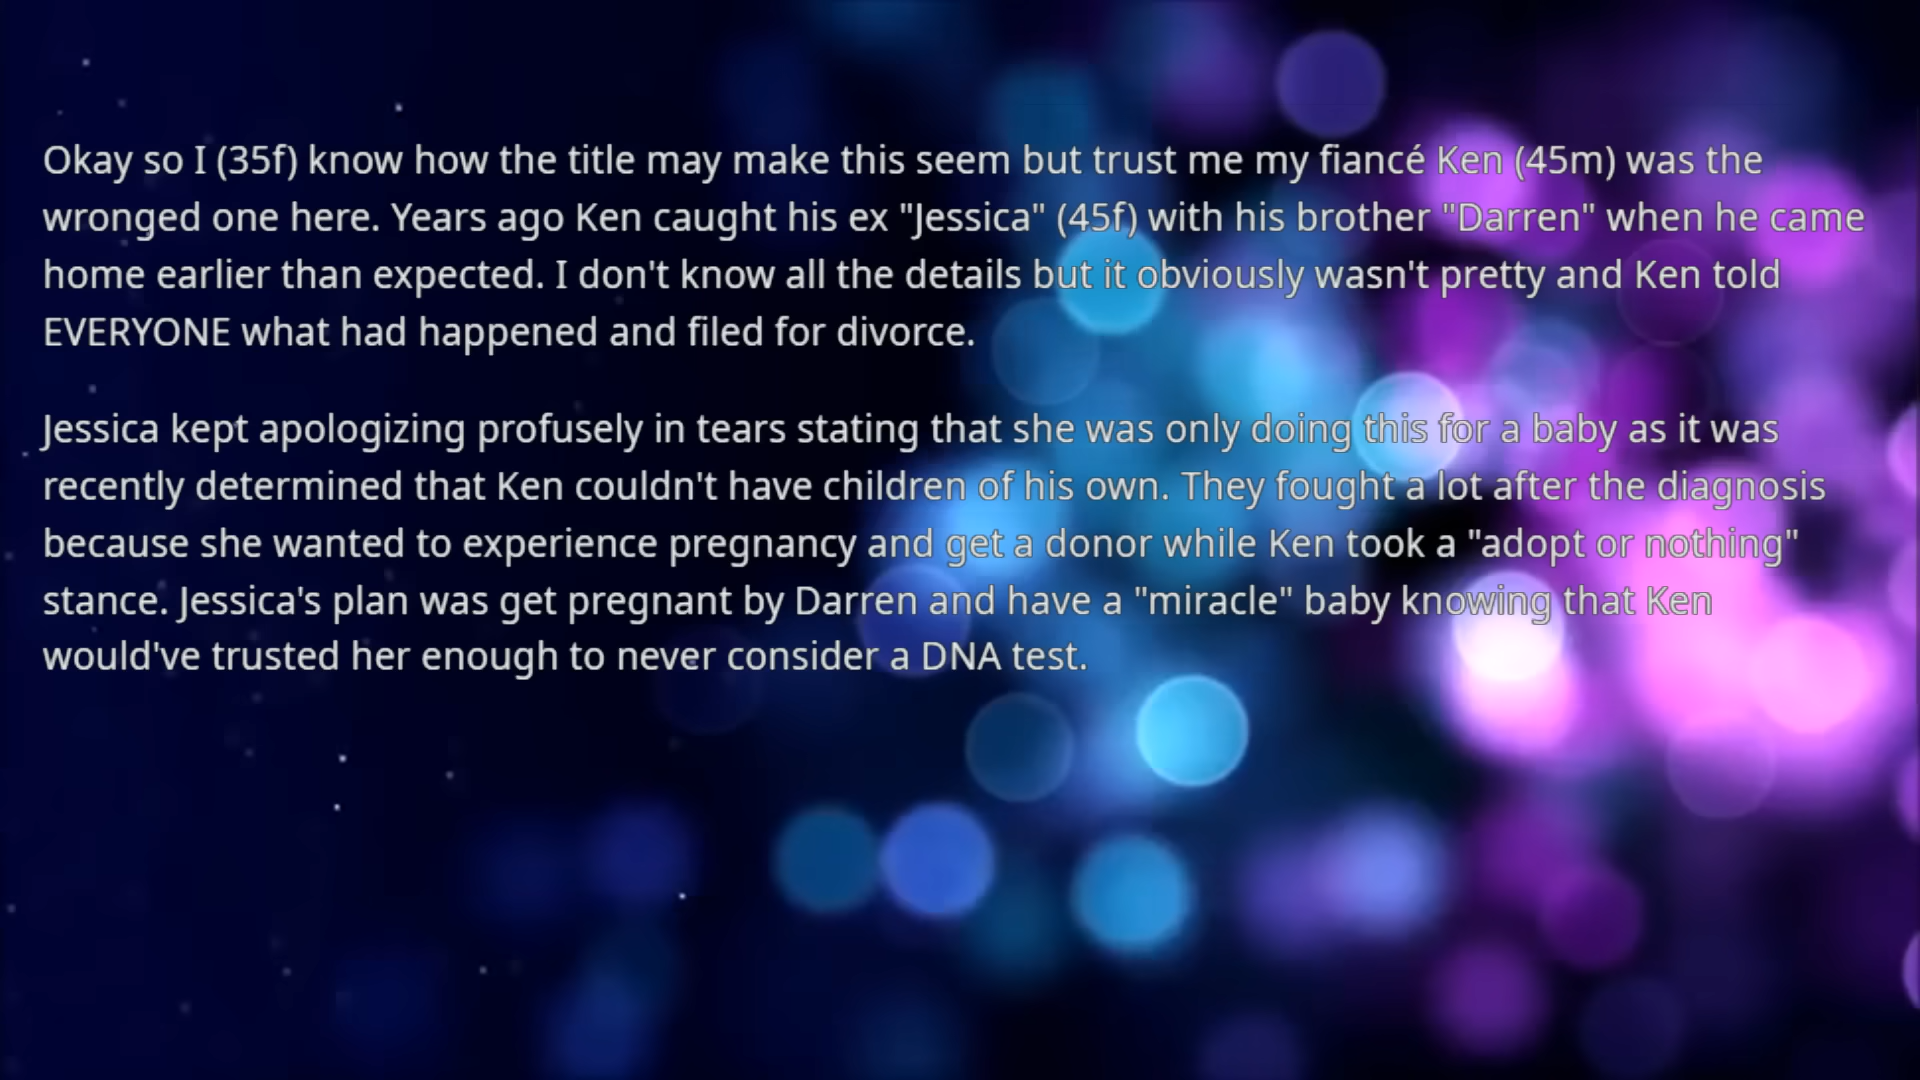 Okay so I (35f) know how the title may make this seem but trust me my fiancé Ken (45m) was the
wronged one here. Years ago Ken caught his ex "Jessica" (45f) with his brother "Darren" when he came
home earlier than expected. I don't know all the details but it obviously wasn't pretty and Ken told
EVERYONE what had happened and filed for divorce.
Jessica kept apologizing profusely in tears stating that she was only doing this for a baby as it was
recently determined that Ken couldn't have children of his own. They fought a lot after the diagnosis
because she wanted to experience pregnancy and get a donor while Ken took a "adopt or nothing"
stance. Jessica's plan was get pregnant by Darren and have a "miracle" baby knowing that Ken
would've trusted her enough to never consider a DNA test.